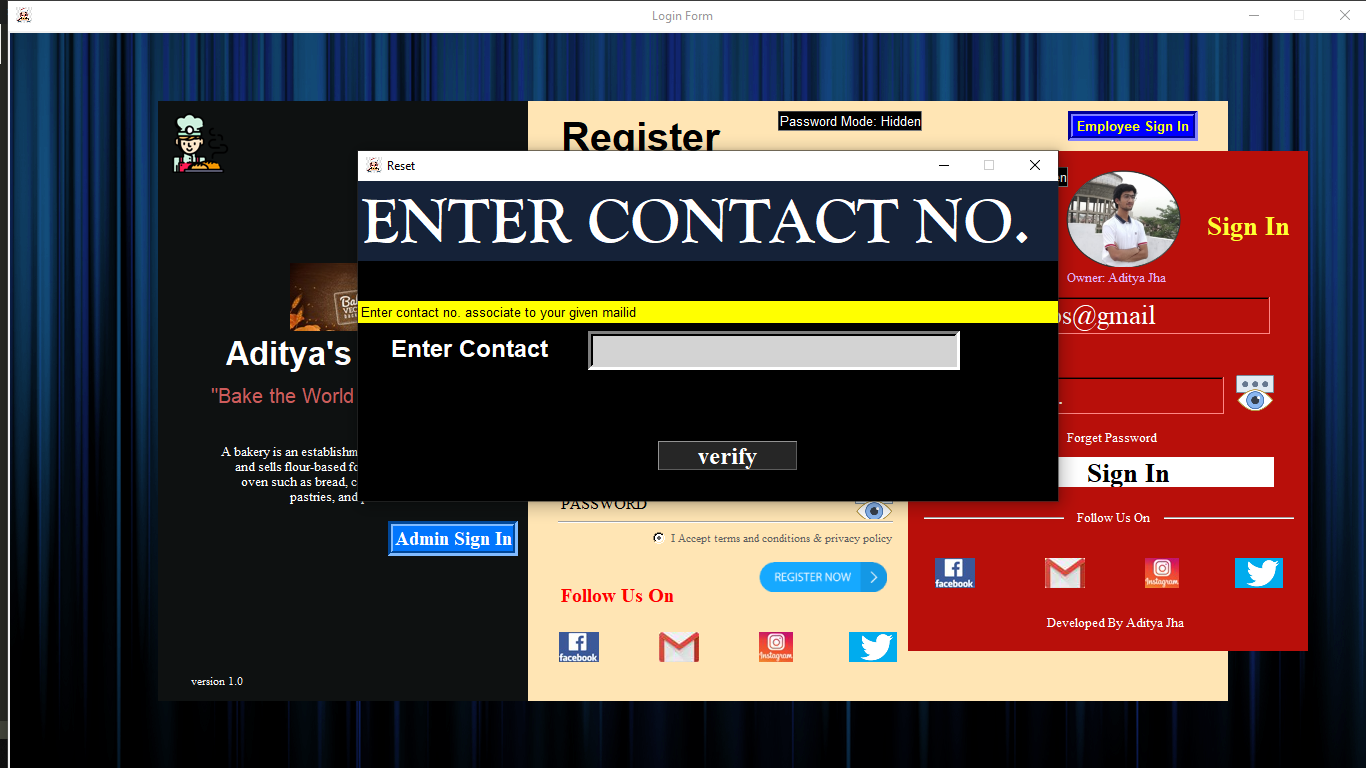 Login Form
Register
Password Mode: Hidden
Employee Sign In
Reset
ENTER CONTACT NO.
Enter contact no. associate to your given mailid
Enter Contact
verify
Sign In
Owner: Aditya Jha
s@gmail
Forget Password
Sign In
Follow Us On
facebook
Instagram
Developed By Aditya Jha
Aditya's
"Bake the World
A bakery is an establishm
and sells flour-based fo
oven such as bread, c
pastries, and
Admin Sign In
version 1.0
PASSWORD
I Accept terms and conditions & privacy policy
REGISTER NOW
Follow Us On
facebook
Instagram